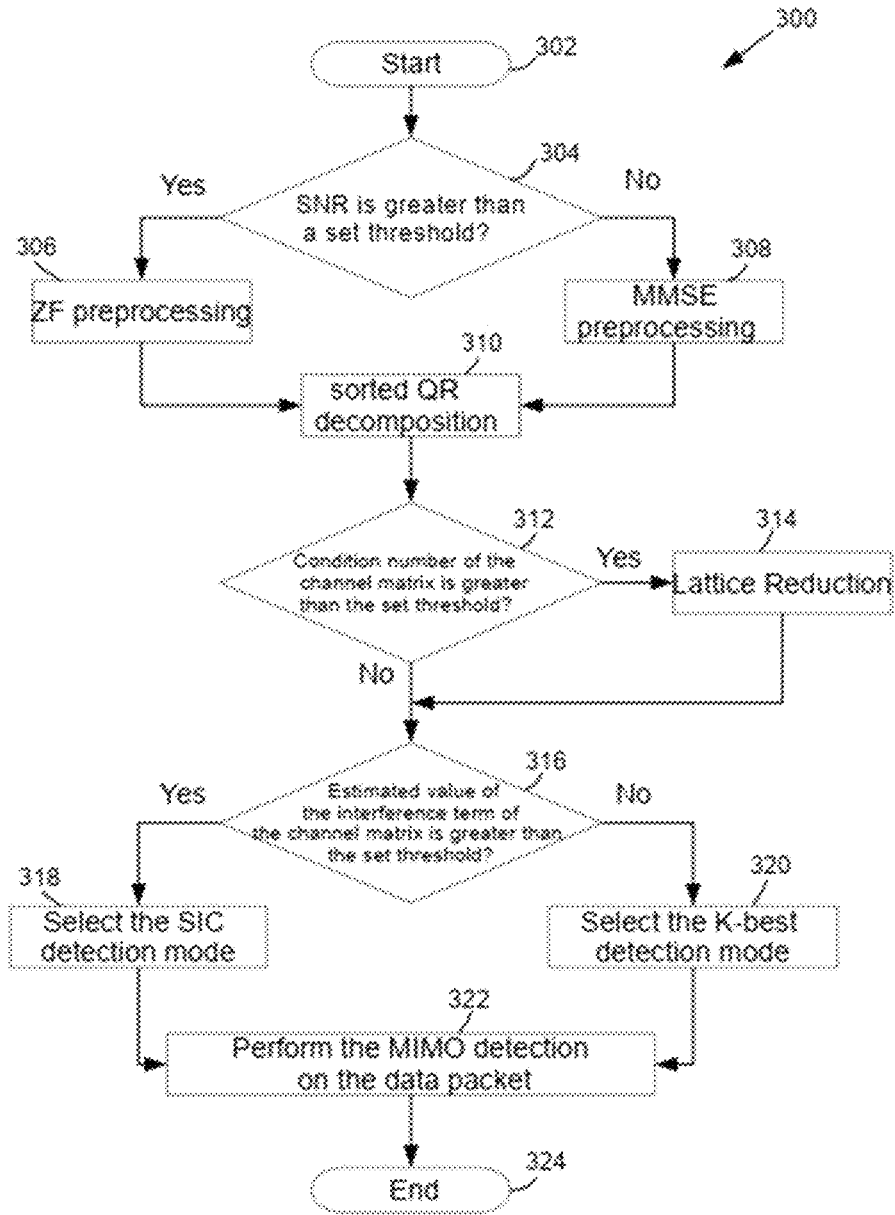 300
302
Start
304
Yes
No
SNR is greater than
a set threshold?
306
308
ZF preprocessing
MMSE
preprocessing
310
sorted QR
decomposition
312
314
Condition number of the
channel matrix is greater
than the set threshold?
Yes
Lattice Reduction
No
316
Yes
No
Estimated value of
the interference term of
the channel matrix is greater than
the set threshold?
318
320
Select the SIC
detection mode
Select the K-best
detection mode
322
Perform the MIMO detection
on the data packet
324
End